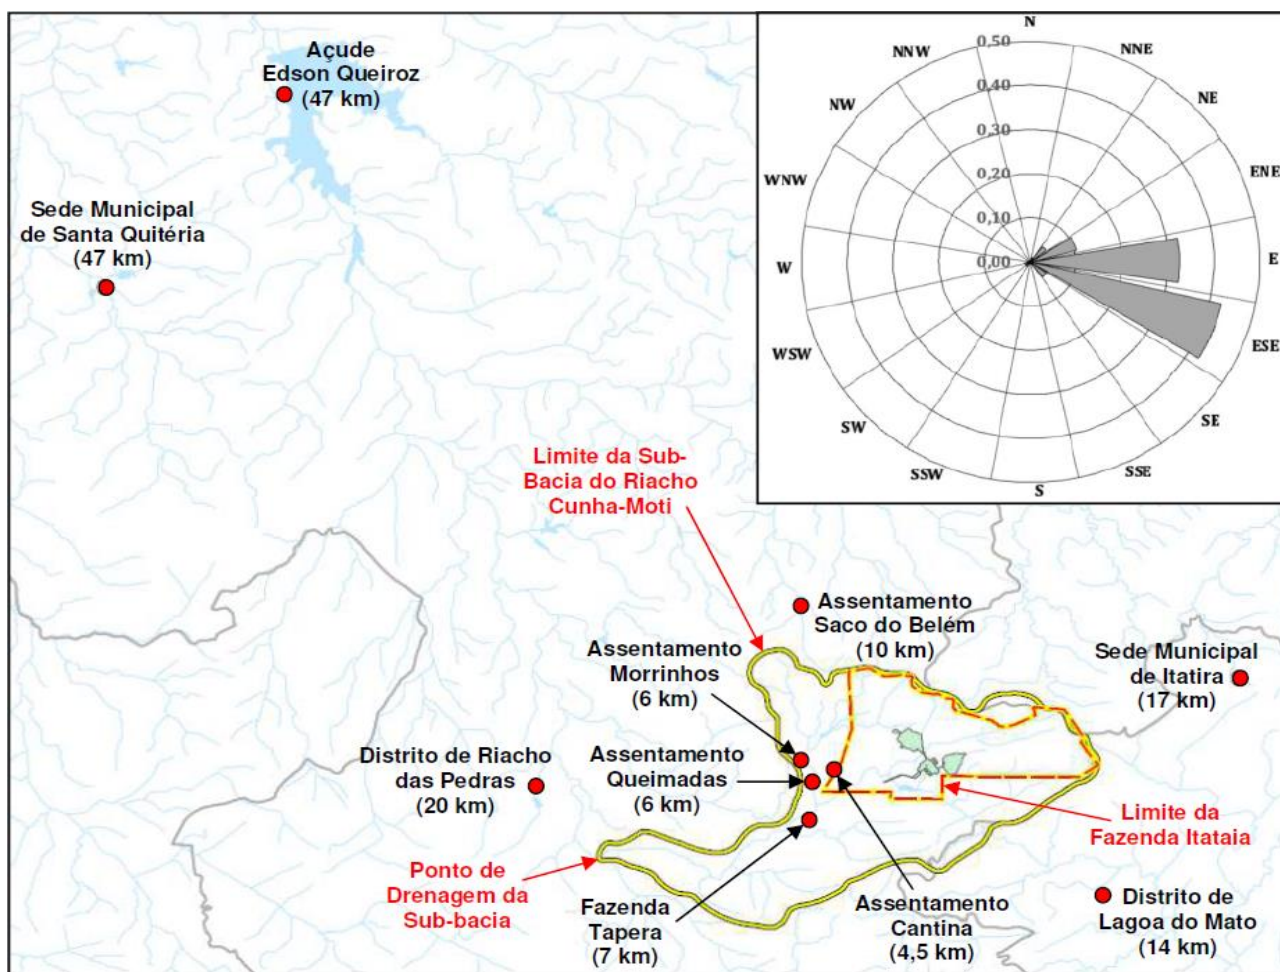 Açude
Edson Queiroz
(47 km)
Sede Municipal
de Santa Quitéria
(47 km)
N
NNE
NE
ENE
E
ESE
SE
SSE
S
SSW
SW
WSW
W
WNW
NW
NNW
0,50
0,40
0,30
0,20
0,10
0,00
Limite da Sub-
Bacia do Riacho
Cunha-Moti
Assentamento
Saco do Belém
(10 km)
Assentamento
Morrinhos
(6 km)
Sede Municipal
de Itatira
(17 km)
Distrito de Riacho
das Pedras
(20 km)
Assentamento
Queimadas
(6 km)
Limite da
Fazenda Itataia
Ponto de
Drenagem da
Sub-bacia
Fazenda
Tapera
(7 km)
Assentamento
Cantina
(4,5 km)
Distrito de
Lagoa do Mato
(14 km)